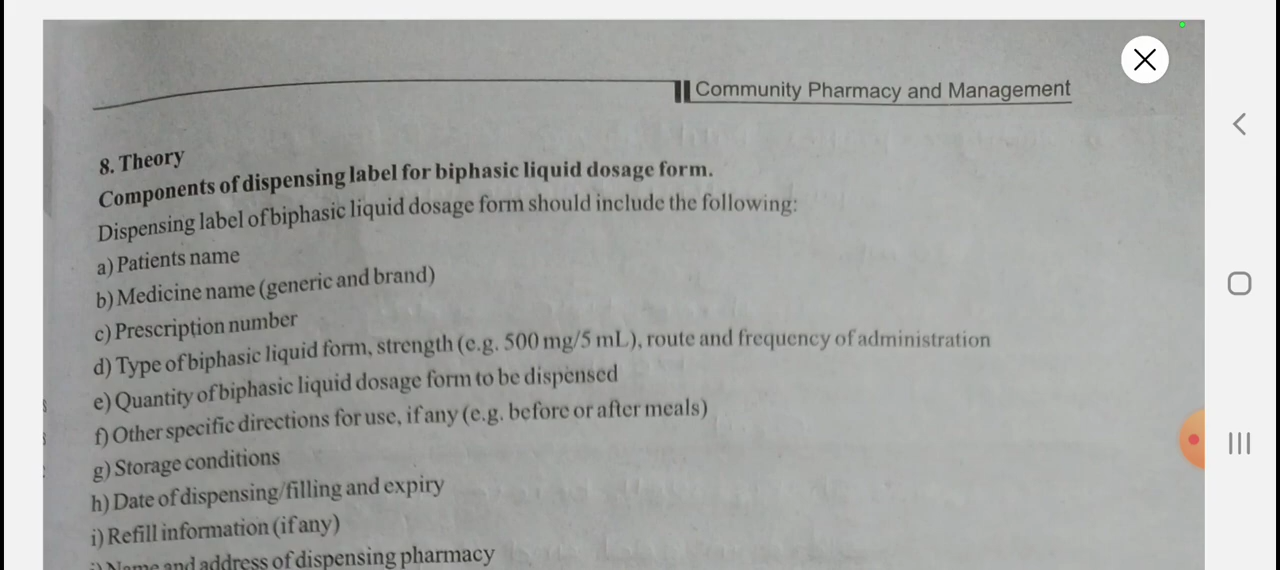 Community Pharmacy and Management
8. Theory
Components of dispensing label for biphasic liquid dosage form.
Dispensing label of biphasic liquid dosage form should include the following:
a) Patients name
b) Medicine name (generic and brand)
c) Prescription number
d) Type of biphasic liquid form, strength (e.g. 500 mg/5 mL), route and frequency of administration
e) Quantity of biphasic liquid dosage form to be dispensed
f) Other specific directions for use, if any (e.g. before or after meals)
g) Storage conditions
h) Date of dispensing/filling and expiry
i) Refill information (if any)
j) Name and address of dispensing pharmacy